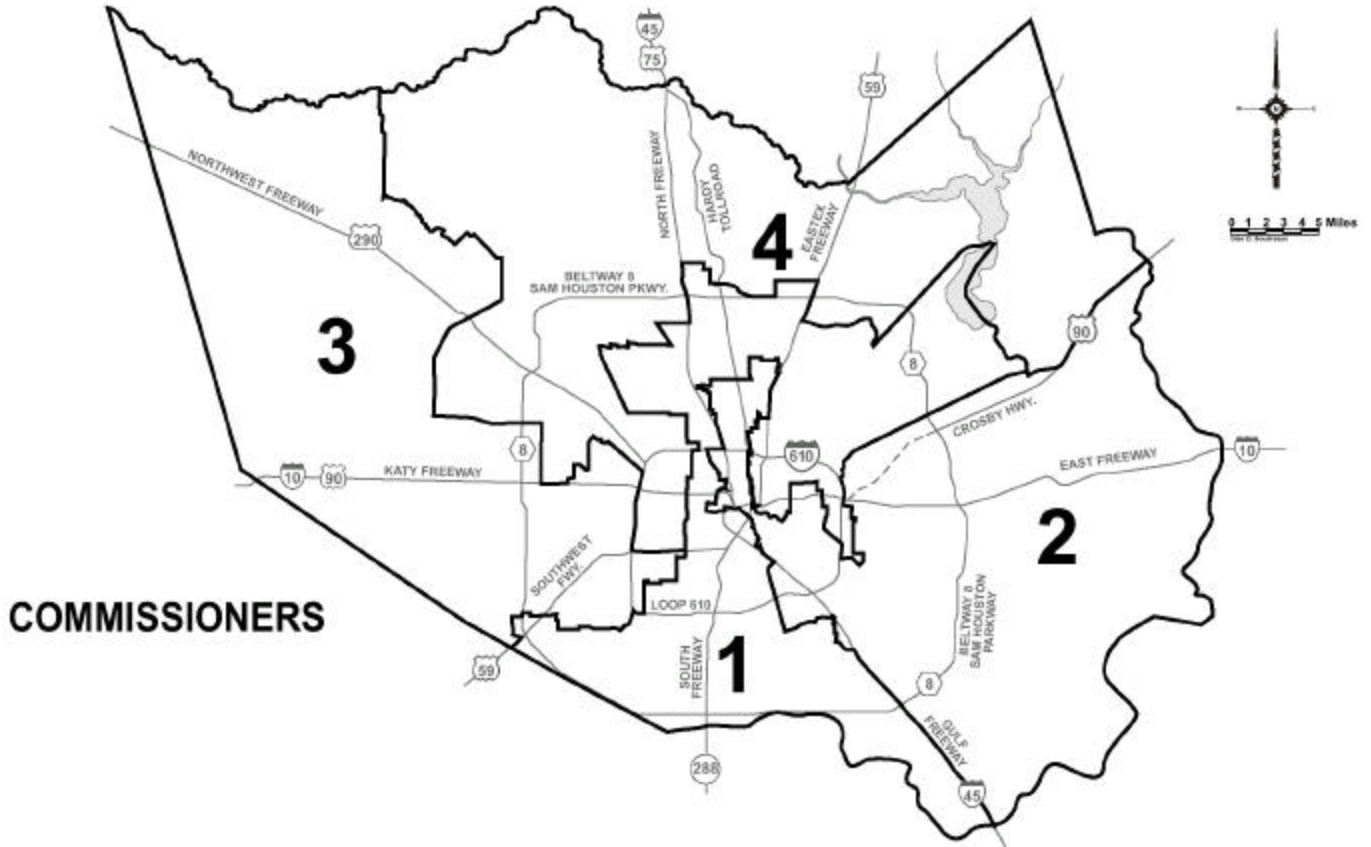 45
75
59
NORTHWEST FREEWAY
290
NORTH FREEWAY
HARDY
TOLLROAD
4
EASTEX
FREEWAY
0 1 2 3 4 5 Miles
BELTWAY 8
SAM HOUSTON PKWY.
3
90
8
CROSBY HWY.
8
610
10
90
KATY FREEWAY
EAST FREEWAY
10
2
SOUTHWEST
FWY.
LOOP 610
COMMISSIONERS
1
SOUTH
FREEWAY
BELTWAY 8
SAM HOUSTON
PARKWAY
59
8
GULF
FREEWAY
288
45